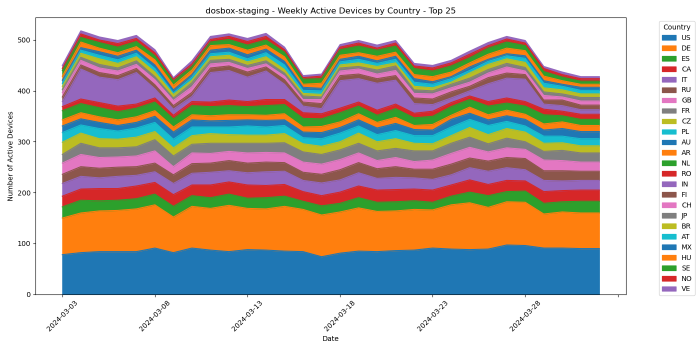 dosbox-staging - Weekly Active Devices by Country - Top 25
Number of Active Devices
500
400
300
200
100
0
2024-03-03
2024-03-08
2024-03-13
2024-03-18
2024-03-23
2024-03-28
Date
Country
US
DE
ES
CA
IT
RU
GB
FR
CZ
PL
AU
AR
NL
RO
IN
FI
CH
JP
BR
AT
MX
HU
SE
NO
VE